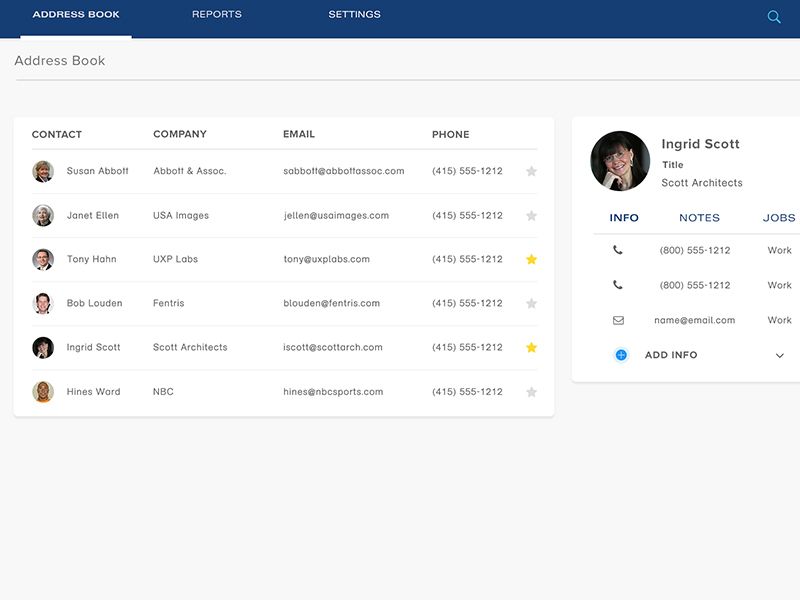 ADDRESS BOOK REPORTS SETTINGS
Address Book
CONTACT COMPANY EMAIL PHONE
Susan Abbott Abbott & Assoc. sabbott@abbottassoc.com (415) 555-1212
Janet Ellen USA Images jellen@usaimages.com (415) 555-1212
Tony Hahn UXP Labs tony@uxplabs.com (415) 555-1212
Bob Louden Fentris blouden@fentris.com (415) 555-1212
Ingrid Scott Scott Architects iscott@scottarch.com (415) 555-1212
Hines Ward NBC hines@nbcsports.com (415) 555-1212
Ingrid Scott
Title
Scott Architects
INFO NOTES JOBS
(800) 555-1212 Work
(800) 555-1212 Work
name@email.com Work
ADD INFO